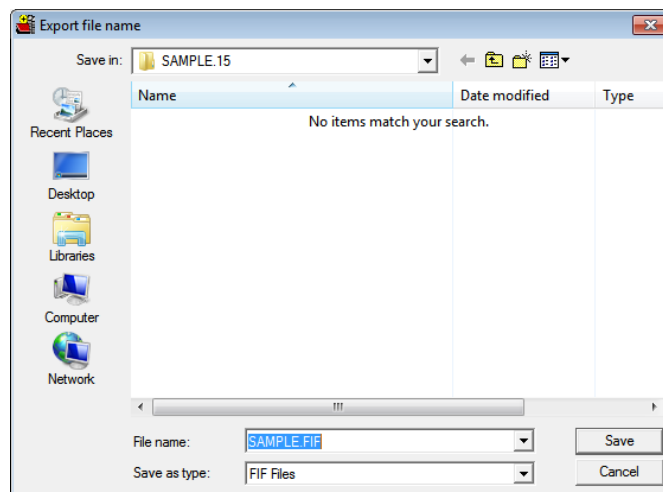 Export file name
Save in: SAMPLE.15
Name Date modified Type
No items match your search.
Recent Places
Desktop
Libraries
Computer
Network
File name: SAMPLE.FIF Save
Save as type: FIF Files Cancel